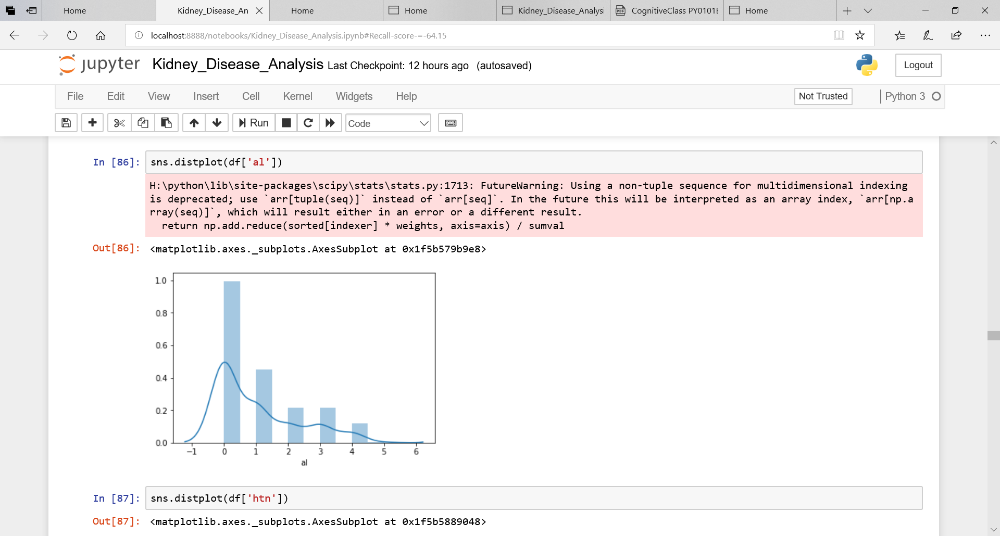 Home
Kidney_Disease_An
Home
Home
Kidney_Disease_Analysi
PDF
CognitiveClass PY0101E
Home
localhost:8888/notebooks/Kidney_Disease_Analysis.ipynb#Recall-score-=-64.15
jupyter Kidney_Disease_Analysis Last Checkpoint: 12 hours ago (autosaved)
Logout
File Edit View Insert Cell Kernel Widgets Help
Not Trusted
Python 3
Run
Code
In [86]: sns.distplot(df['al'])
H:\python\lib\site-packages\scipy\stats\stats.py:1713: FutureWarning: Using a non-tuple sequence for multidimensional indexing
is deprecated; use `arr[tuple(seq)]` instead of `arr[seq]`. In the future this will be interpreted as an array index, `arr[np.a
rray(seq)]`, which will result either in an error or a different result.
return np.add.reduce(sorted[indexer] * weights, axis=axis) / sumval
Out[86]: <matplotlib.axes._subplots.AxesSubplot at 0x1f5b579b9e8>
1.0
0.8
0.6
0.4
0.2
0.0
−1 0 1 2 3 4 5 6
al
In [87]: sns.distplot(df['htn'])
Out[87]: <matplotlib.axes._subplots.AxesSubplot at 0x1f5b5889048>